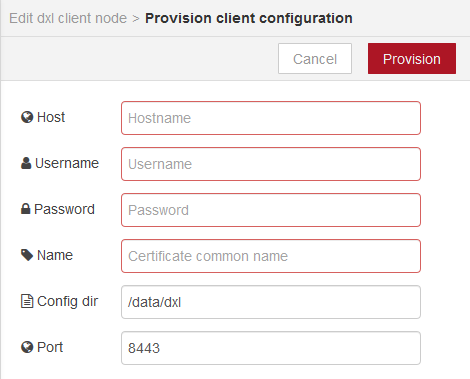 Edit dxl client node > Provision client configuration
Cancel Provision
Host Hostname
Username Username
Password Password
Name Certificate common name
Config dir /data/dxl
Port 8443